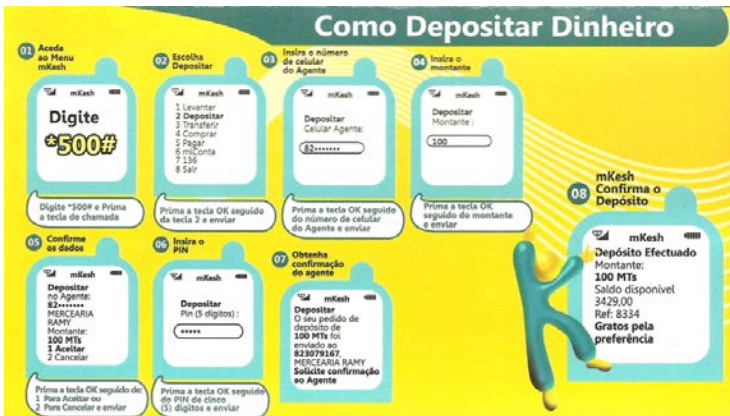 Como Depositar Dinheiro
01 Aceda
ao Menu
mKesh
mKesh
Digite
*500#
Digite *500# e Prima
a tecla de chamada
02 Escolha
Depositar
mKesh
1 Levantar
2 Depositar
3 Transferir
4 Comprar
5 Pagar
6 miConta
7 136
8 Sair
Prima a tecla OK seguido
da tecla 2 e enviar
03 Insira o número
de celular
do Agente
mKesh
Depositar
Celular Agente:
82•••••••
Prima a tecla OK seguido
do número de celular
do Agente e enviar
04 Insira o
montante
mKesh
Depositar
Montante :
100
Prima a tecla OK
seguido do montante
e enviar
05 Confirme
os dados
mKesh
Depositar
no Agente:
82•••••••
MERCEARIA
RAMY
Montante:
100 MTs
1 Aceitar
2 Cancelar
Prima a tecla OK seguido de:
1 Para Aceitar ou
2 Para Cancelar e enviar
06 Insira o
PIN
mKesh
Depositar
Pin (5 digitos) :
•••••
Prima a tecla OK seguido
do PIN de cinco
(5) digitos e enviar
07 Obtenha
confirmação
do agente
mKesh
Depositar
O seu pedido de
depósito de
100 MTs foi
enviado ao
823079167,
MERCEARIA RAMY
Solicite confirmação
ao Agente
08 mKesh
Confirma o
Depósito
mKesh
Depósito Efectuado
Montante:
100 MTs
Saldo disponível
3429,00
Ref: 8334
Gratos pela
preferência